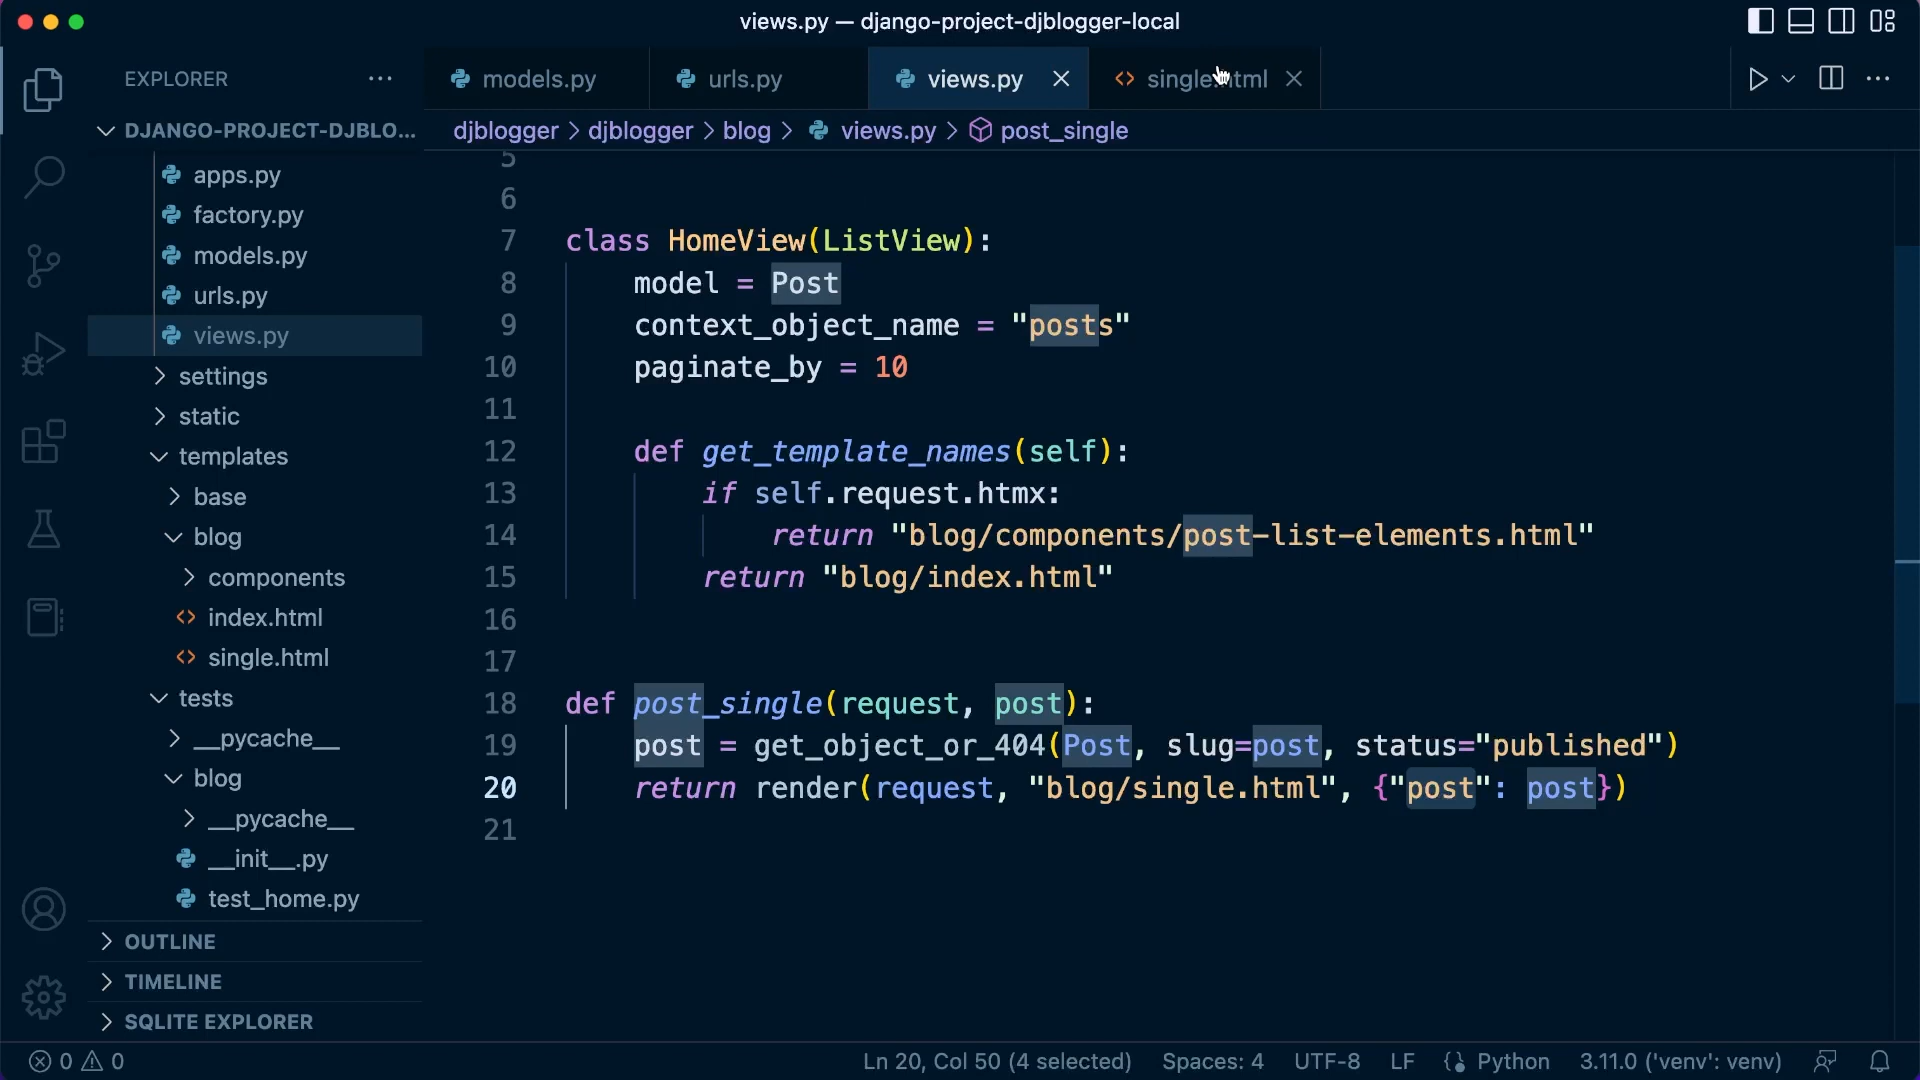 views.py — django-project-djblogger-local
EXPLORER
models.py
urls.py
views.py
single.html
DJANGO-PROJECT-DJBLO...
djblogger > djblogger > blog > views.py > post_single
apps.py
factory.py
models.py
urls.py
views.py
settings
static
templates
base
blog
components
index.html
single.html
tests
__pycache__
blog
__pycache__
__init__.py
test_home.py
OUTLINE
TIMELINE
SQLITE EXPLORER
5
6
7 class HomeView(ListView):
8 model = Post
9 context_object_name = "posts"
10 paginate_by = 10
11
12 def get_template_names(self):
13 if self.request.htmx:
14 return "blog/components/post-list-elements.html"
15 return "blog/index.html"
16
17
18 def post_single(request, post):
19 post = get_object_or_404(Post, slug=post, status="published")
20 return render(request, "blog/single.html", {"post": post})
21
0 0 Ln 20, Col 50 (4 selected) Spaces: 4 UTF-8 LF Python 3.11.0 ('venv': venv)